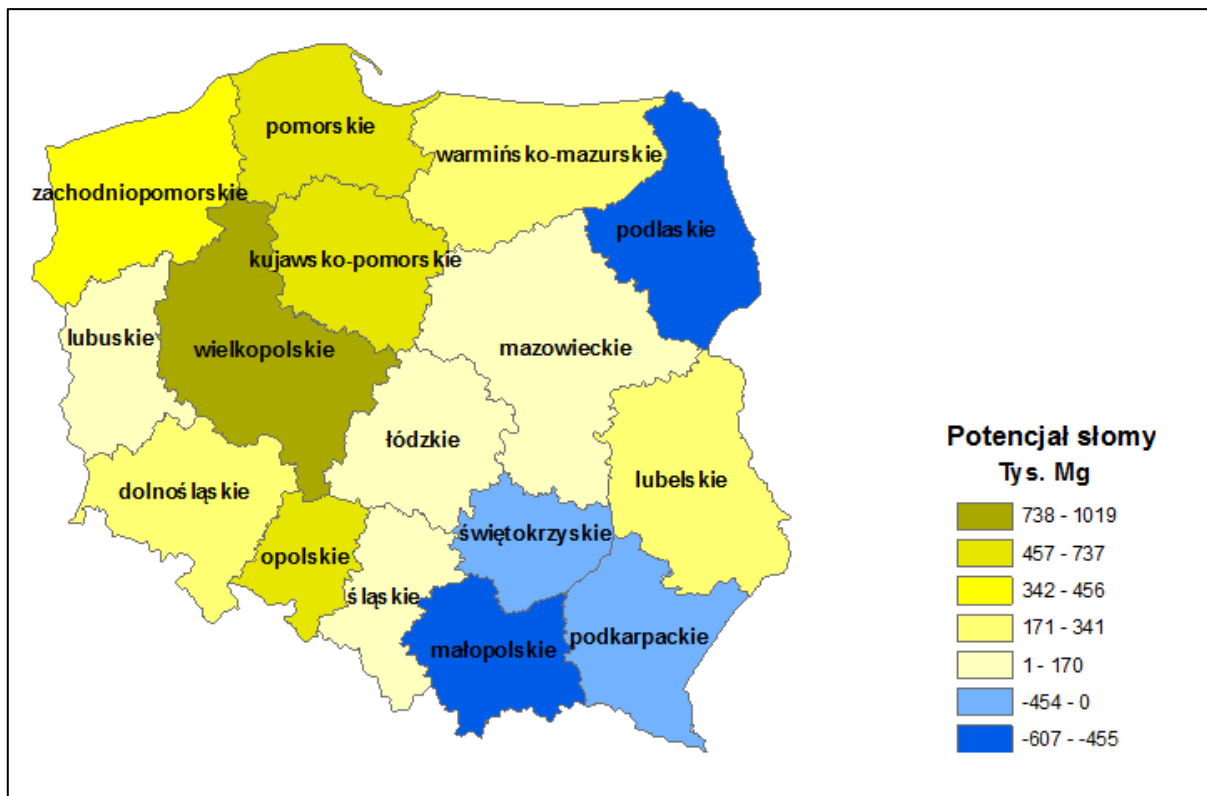 pomorskie
warmińsko-mazurskie
zachodniopomorskie
podlaskie
kujawsko-pomorskie
lubuskie
wielkopolskie
mazowieckie
łódzkie
lubelskie
dolnośląskie
świętokrzyskie
opolskie
śląskie
podkarpackie
małopolskie
Potencjał słomy
Tys. Mg
738 - 1019
457 - 737
342 - 456
171 - 341
1 - 170
-454 - 0
-607 - -455